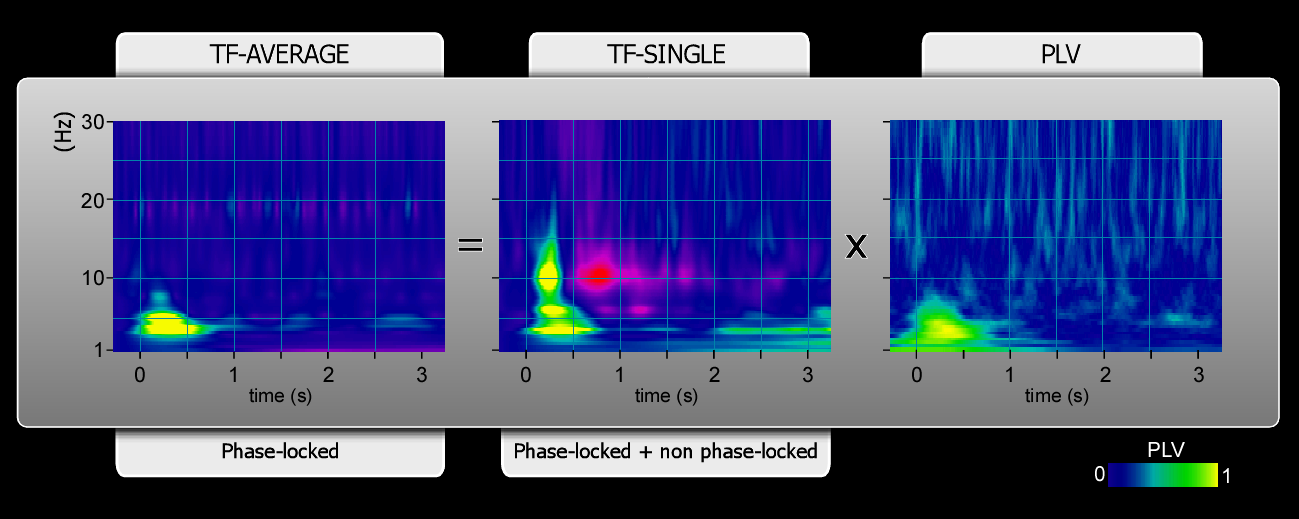 TF-AVERAGE
TF-SINGLE
PLV
(Hz)
30
20
10
1
=
x
0 1 2 3
0 1 2 3
0 1 2 3
time (s)
time (s)
time (s)
Phase-locked
Phase-locked + non phase-locked
PLV
0 1